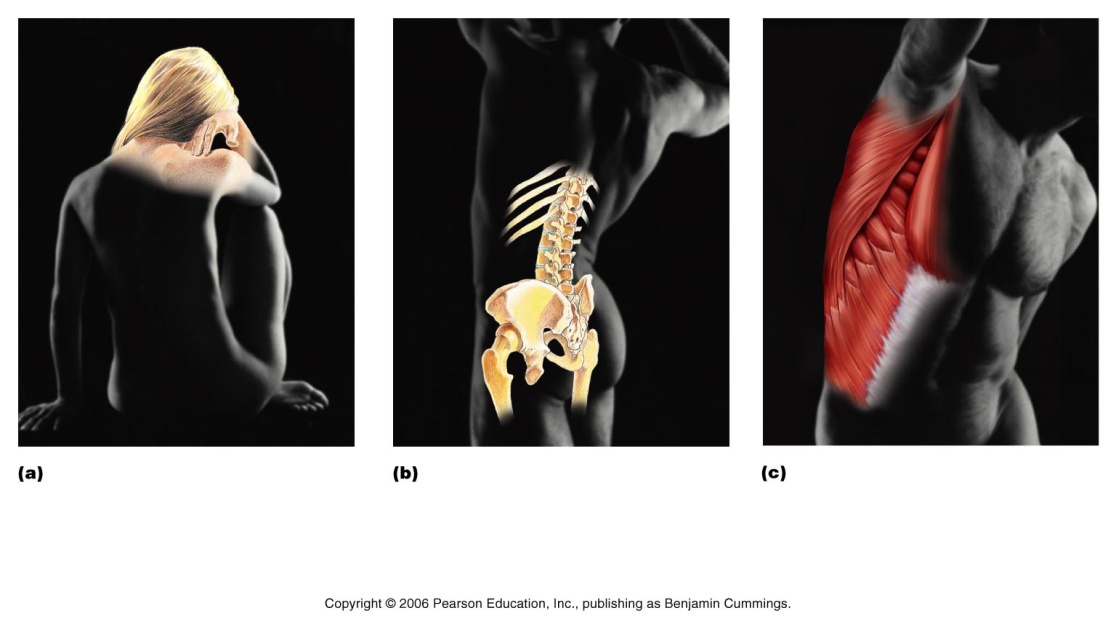 (a)
(b)
(c)
Copyright © 2006 Pearson Education, Inc., publishing as Benjamin Cummings.